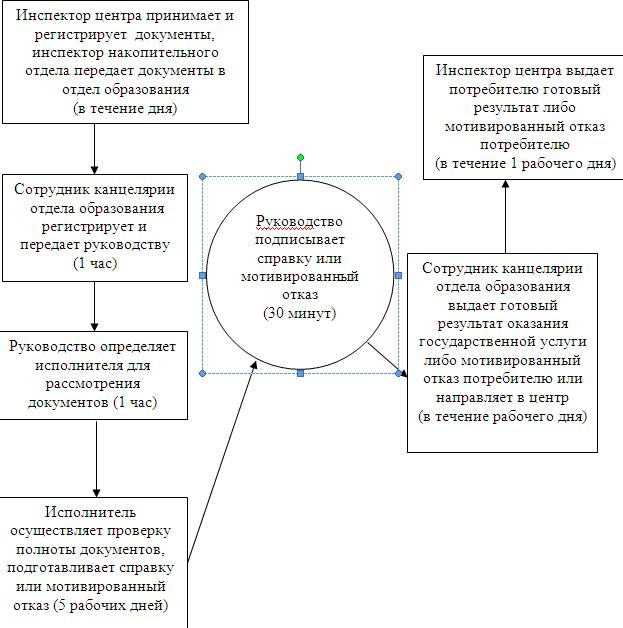 Инспектор центра принимает и
регистрирует документы,
инспектор накопительного
отдела передает документы в
отдел образования
(в течение дня)
Сотрудник канцелярии
отдела образования
регистрирует и
передает руководству
(1 час)
Руководство определяет
исполнителя для
рассмотрения
документов (1 час)
Исполнитель
осуществляет проверку
полноты документов,
подготавливает справку
или мотивированный
отказ (5 рабочих дней)
Руководство
подписывает
справку или
мотивированный
отказ
(30 минут)
Сотрудник канцелярии
отдела образования
выдает готовый
результат оказания
государственной услуги
либо мотивированный
отказ потребителю или
направляет в центр
(в течение рабочего дня)
Инспектор центра выдает
потребителю готовый
результат либо
мотивированный отказ
потребителю
(в течение 1 рабочего дня)